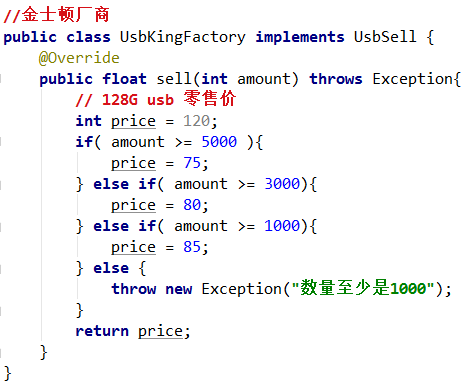 //金士顿厂商
public class UsbKingFactory implements UsbSell {
    @Override
    public float sell(int amount) throws Exception{
        // 128G usb 零售价
        int price = 120;
        if( amount >= 5000 ){
            price = 75;
        } else if( amount >= 3000){
            price = 80;
        } else if( amount >= 1000){
            price = 85;
        } else {
            throw new Exception("数量至少是1000");
        }
        return price;
    }
}